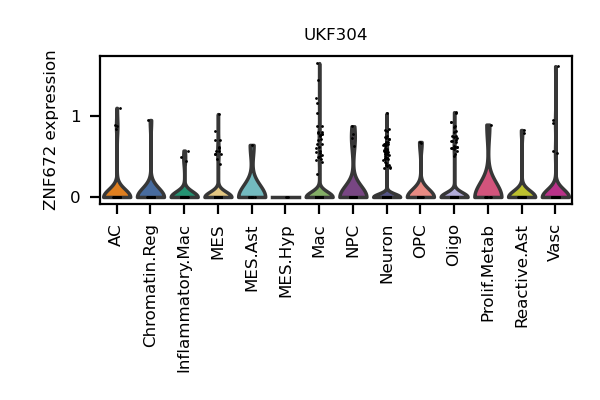 UKF304
ZNF672 expression
1
0
AC
Chromatin.Reg
Inflammatory.Mac
MES
MES.Ast
MES.Hyp
Mac
NPC
Neuron
OPC
Oligo
Prolif.Metab
Reactive.Ast
Vasc